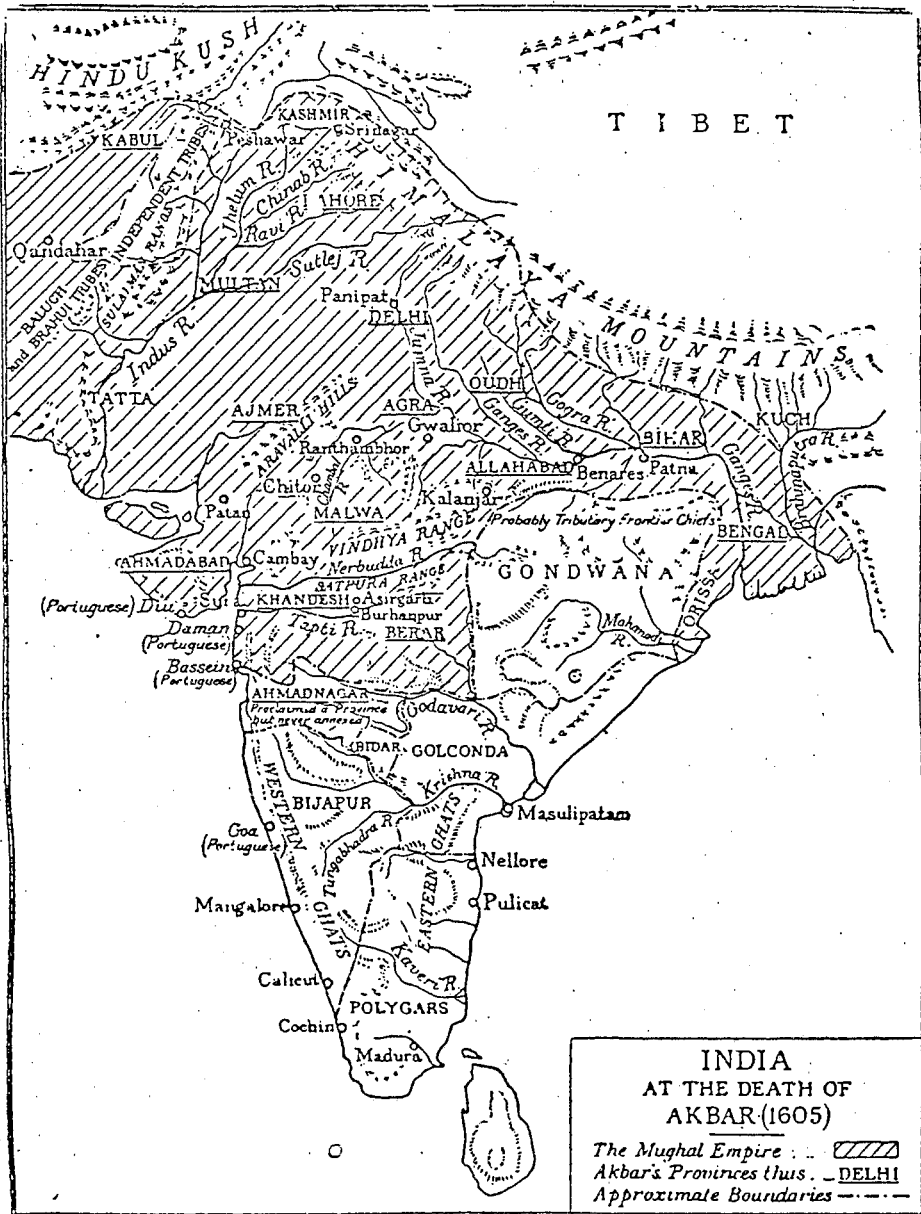 HINDU KUSH
TIBET
KASHMIR
Srinagar
KABUL
Peshawar
INDEPENDENT TRIBES
HIMALAYA MOUNTAINS
Jhelum R.
Chinab R.
Ravi R.
LAHORE
Qandahar
SULAIMAN RANGE
BALUCH
and BRAHUI TRIBES
MULTAN
Sutlej R.
Panipat
DELHI
Indus R.
Jumna R.
TATTA
OUDH
Gogra R.
KUCH
AJMER
ARAVALLI HILLS
AGRA
Gwalior
Gumti R.
Ganges R.
BIHAR
Ranthambhor
ALLAHABAD
Benares
Patna
Ganges R.
Chitor
Chambal R
Kalanjar
Patan
MALWA
(Probably Tributary Frontier Chiefs)
BENGAL
VINDHYA RANGE
AHMADABAD
Cambay
Nerbudda R.
GONDWANA
SATPURA RANGE
(Portuguese) Diu
Surat
KHANDESH
Asirgarh
Burhanpur
ORISSA
Daman
(Portuguese)
Tapti R.
BERAR
Mahanadi
R.
Bassein
(Portuguese)
AHMADNAGAR
(Proclaimed a Province
but never annexed)
Godavari R.
BIDAR
GOLCONDA
WESTERN GHATS
BIJAPUR
Krishna R.
Masulipatam
Goa
(Portuguese)
Tungabhadra R.
EASTERN GHATS
Nellore
Mangalore
Pulicat
Kaveri R.
Calicut
POLYGARS
Cochin
Madura
INDIA
AT THE DEATH OF
AKBAR (1605)
The Mughal Empire
Akbar's Provinces thus DELHI
Approximate Boundaries